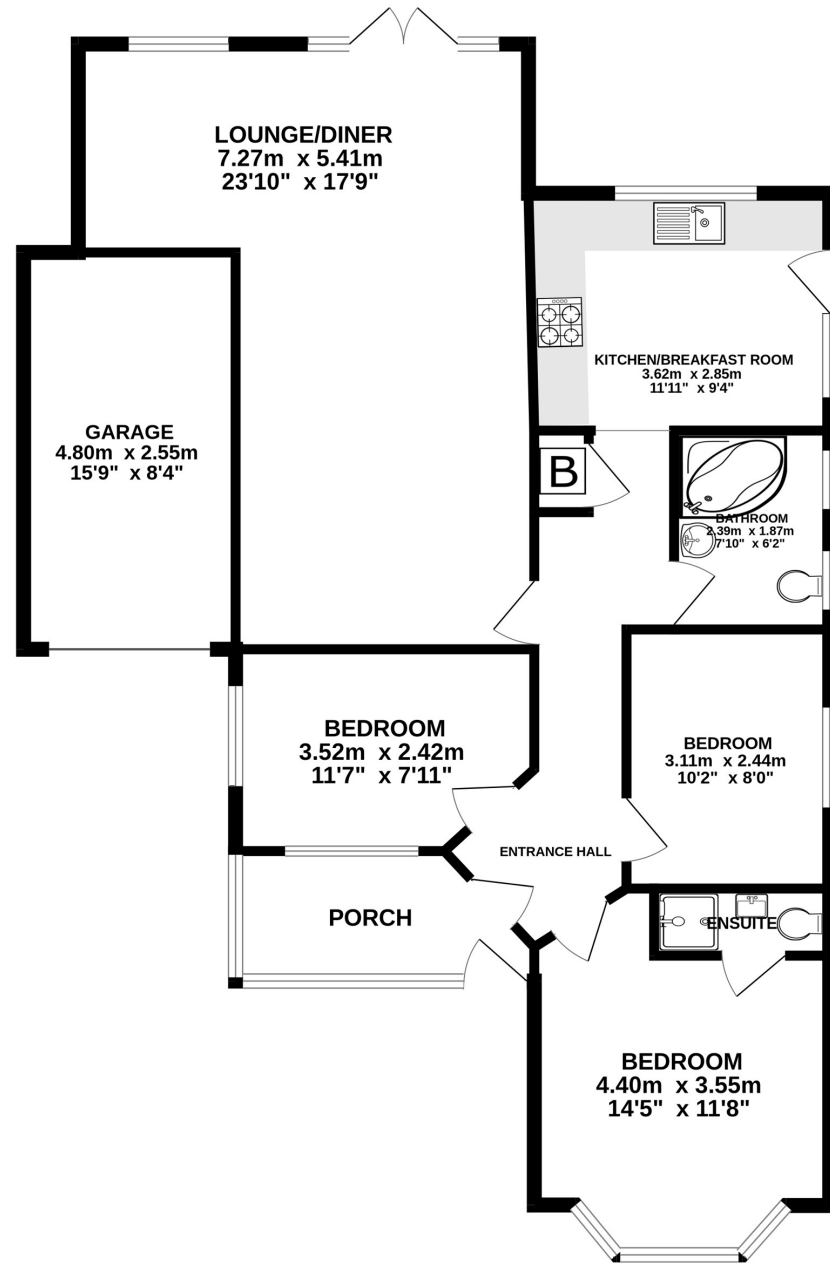 LOUNGE/DINER
7.27m x 5.41m
23'10" x 17'9"
KITCHEN/BREAKFAST ROOM
3.62m x 2.85m
11'11" x 9'4"
GARAGE
4.80m x 2.55m
15'9" x 8'4"
B
BATHROOM
2.39m x 1.87m
7'10" x 6'2"
BEDROOM
3.52m x 2.42m
11'7" x 7'11"
BEDROOM
3.11m x 2.44m
10'2" x 8'0"
ENTRANCE HALL
PORCH
ENSUITE
BEDROOM
4.40m x 3.55m
14'5" x 11'8"